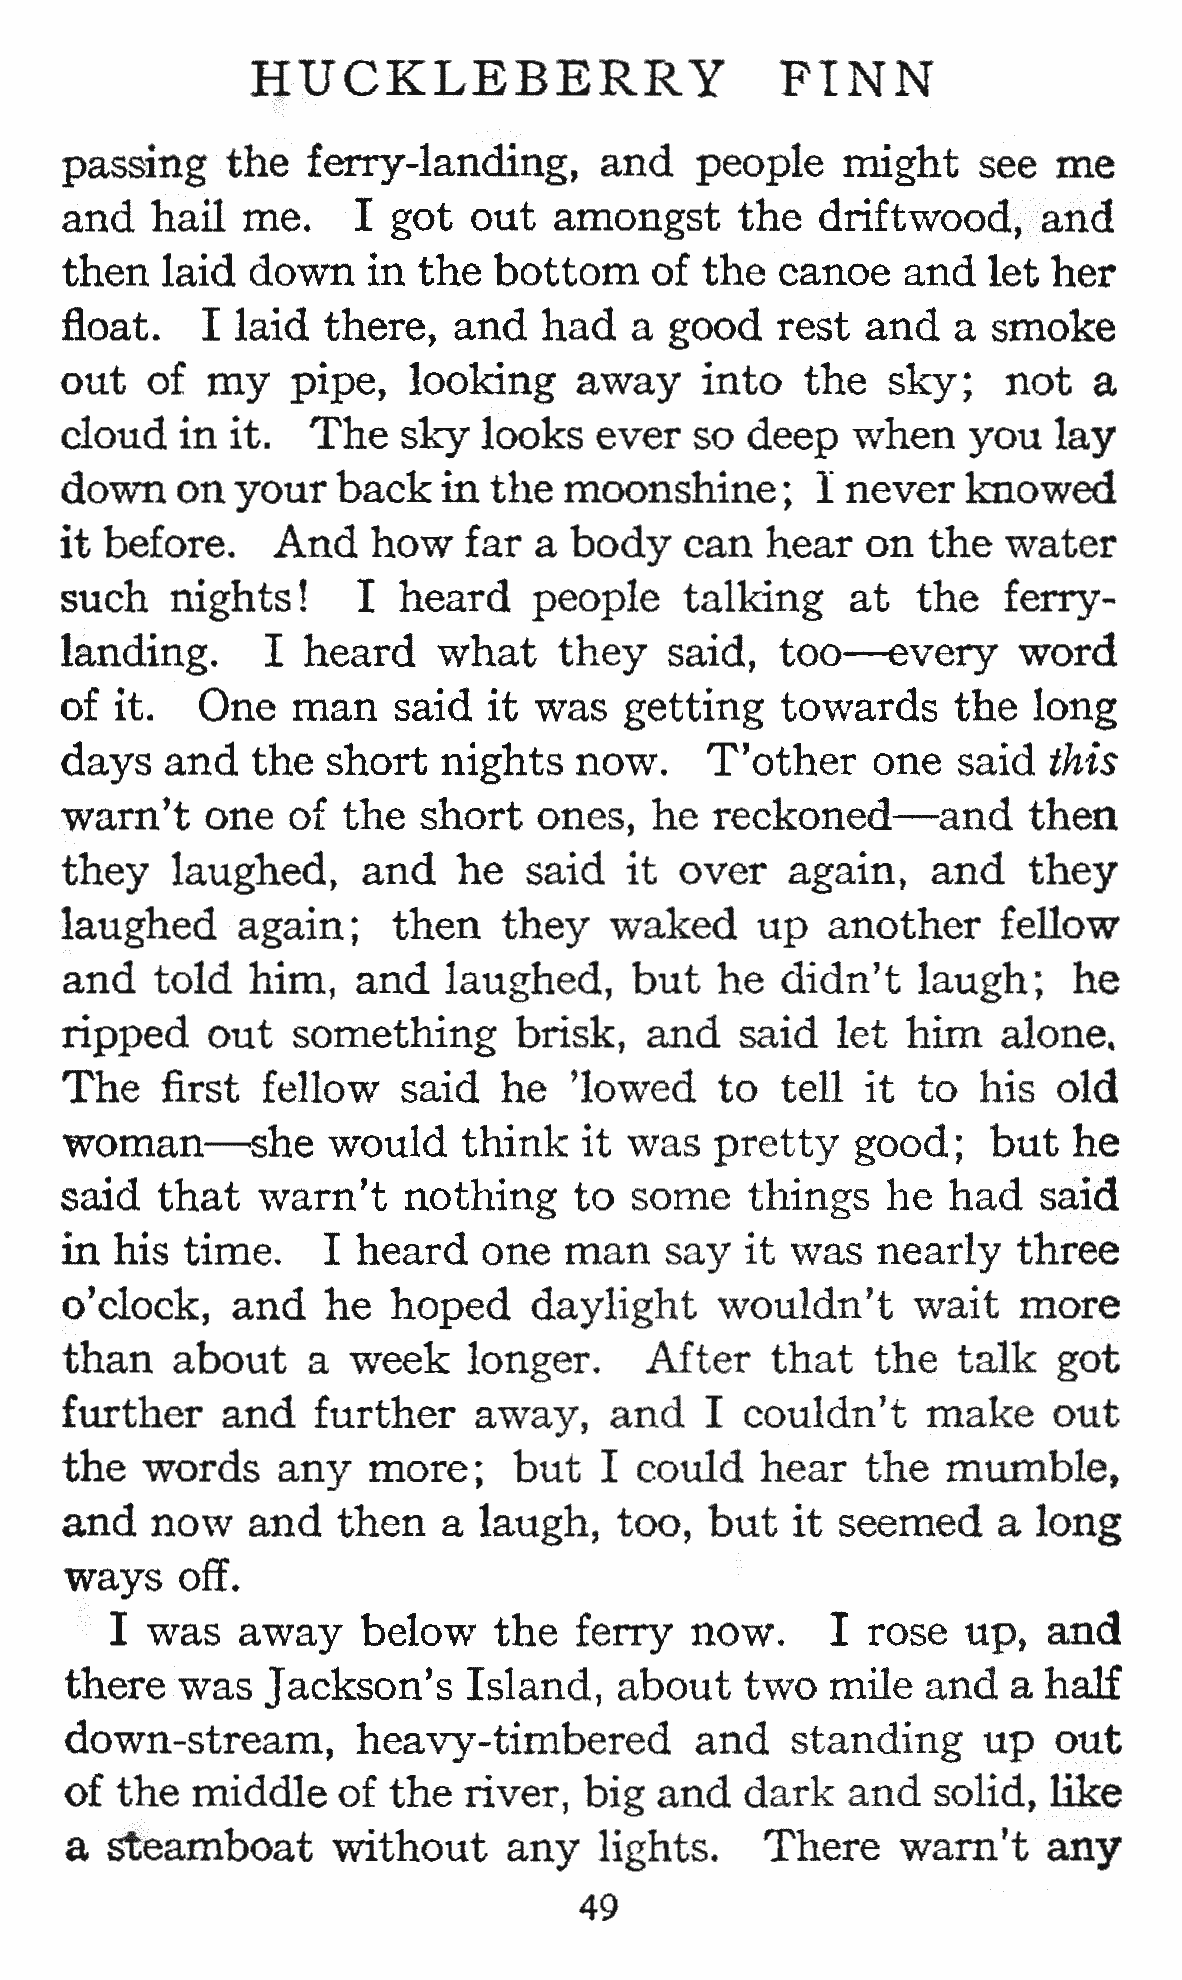 HUCKLEBERRY FINN
passing the ferry-landing, and people might see me
and hail me. I got out amongst the driftwood, and
then laid down in the bottom of the canoe and let her
float. I laid there, and had a good rest and a smoke
out of my pipe, looking away into the sky; not a
cloud in it. The sky looks ever so deep when you lay
down on your back in the moonshine; I never knowed
it before. And how far a body can hear on the water
such nights! I heard people talking at the ferry-
landing. I heard what they said, too—every word
of it. One man said it was getting towards the long
days and the short nights now. T'other one said this
warn't one of the short ones, he reckoned—and then
they laughed, and he said it over again, and they
laughed again; then they waked up another fellow
and told him, and laughed, but he didn't laugh; he
ripped out something brisk, and said let him alone.
The first fellow said he 'lowed to tell it to his old
woman—she would think it was pretty good; but he
said that warn't nothing to some things he had said
in his time. I heard one man say it was nearly three
o'clock, and he hoped daylight wouldn't wait more
than about a week longer. After that the talk got
further and further away, and I couldn't make out
the words any more; but I could hear the mumble,
and now and then a laugh, too, but it seemed a long
ways off.
I was away below the ferry now. I rose up, and
there was Jackson's Island, about two mile and a half
down-stream, heavy-timbered and standing up out
of the middle of the river, big and dark and solid, like
a steamboat without any lights. There warn't any
49